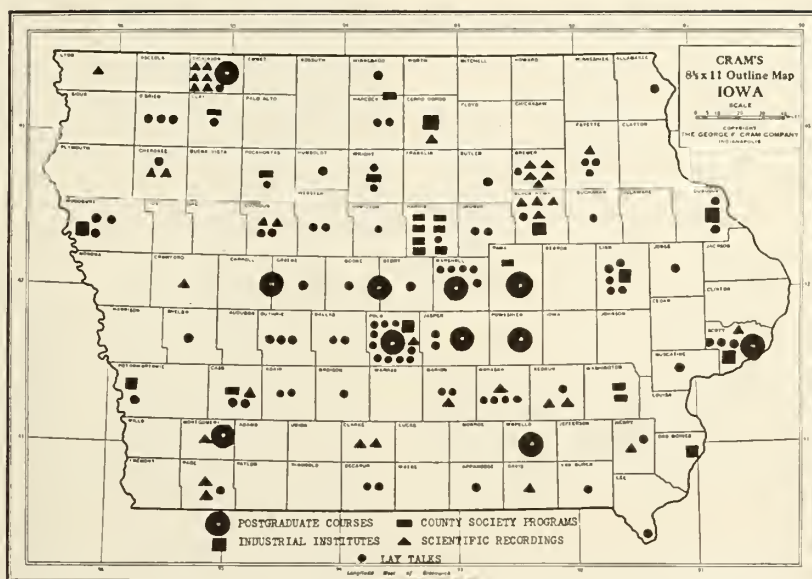 CRAM'S
8½ x 11 Outline Map
IOWA
SCALE
COPYRIGHT
THE GEORGE F. CRAM COMPANY
INDIANAPOLIS
LYON
OSCEOLA
DICKINSON
EMMET
KOSSUTH
WINNEBAGO
WORTH
MITCHELL
HOWARD
WINNESHIEK
ALLAMAKEE
SIOUX
O'BRIEN
CLAY
PALO ALTO
HANCOCK
CERRO GORDO
FLOYD
CHICKASAW
FAYETTE
CLAYTON
PLYMOUTH
CHEROKEE
BUENA VISTA
POCAHONTAS
HUMBOLDT
WRIGHT
FRANKLIN
BUTLER
BREMER
WEBSTER
BLACK HAWK
WOODBURY
CALHOUN
HAMILTON
HARDIN
GRUNDY
BUCHANAN
DELAWARE
DUBUQUE
MONONA
CRAWFORD
CARROLL
GREENE
BOONE
STORY
MARSHALL
TAMA
BENTON
LINN
JONES
JACKSON
CLINTON
HARRISON
SHELBY
AUDUBON
GUTHRIE
DALLAS
POLK
JASPER
POWESHIEK
IOWA
JOHNSON
CEDAR
SCOTT
MUSCATINE
POTTAWATTAMIE
CASS
ADAIR
MADISON
WARREN
MARION
MAHASKA
KEOKUK
WASHINGTON
LOUISA
MILLS
MONTGOMERY
ADAMS
UNION
CLARKE
LUCAS
MONROE
WAPELLO
JEFFERSON
HENRY
DES MOINES
FREMONT
PAGE
TAYLOR
RINGGOLD
DECATUR
WAYNE
APPANOOSE
DAVIS
VAN BUREN
LEE
POSTGRADUATE COURSES
COUNTY SOCIETY PROGRAMS
INDUSTRIAL INSTITUTES
SCIENTIFIC RECORDINGS
LAY TALKS
Longitude West of Greenwich